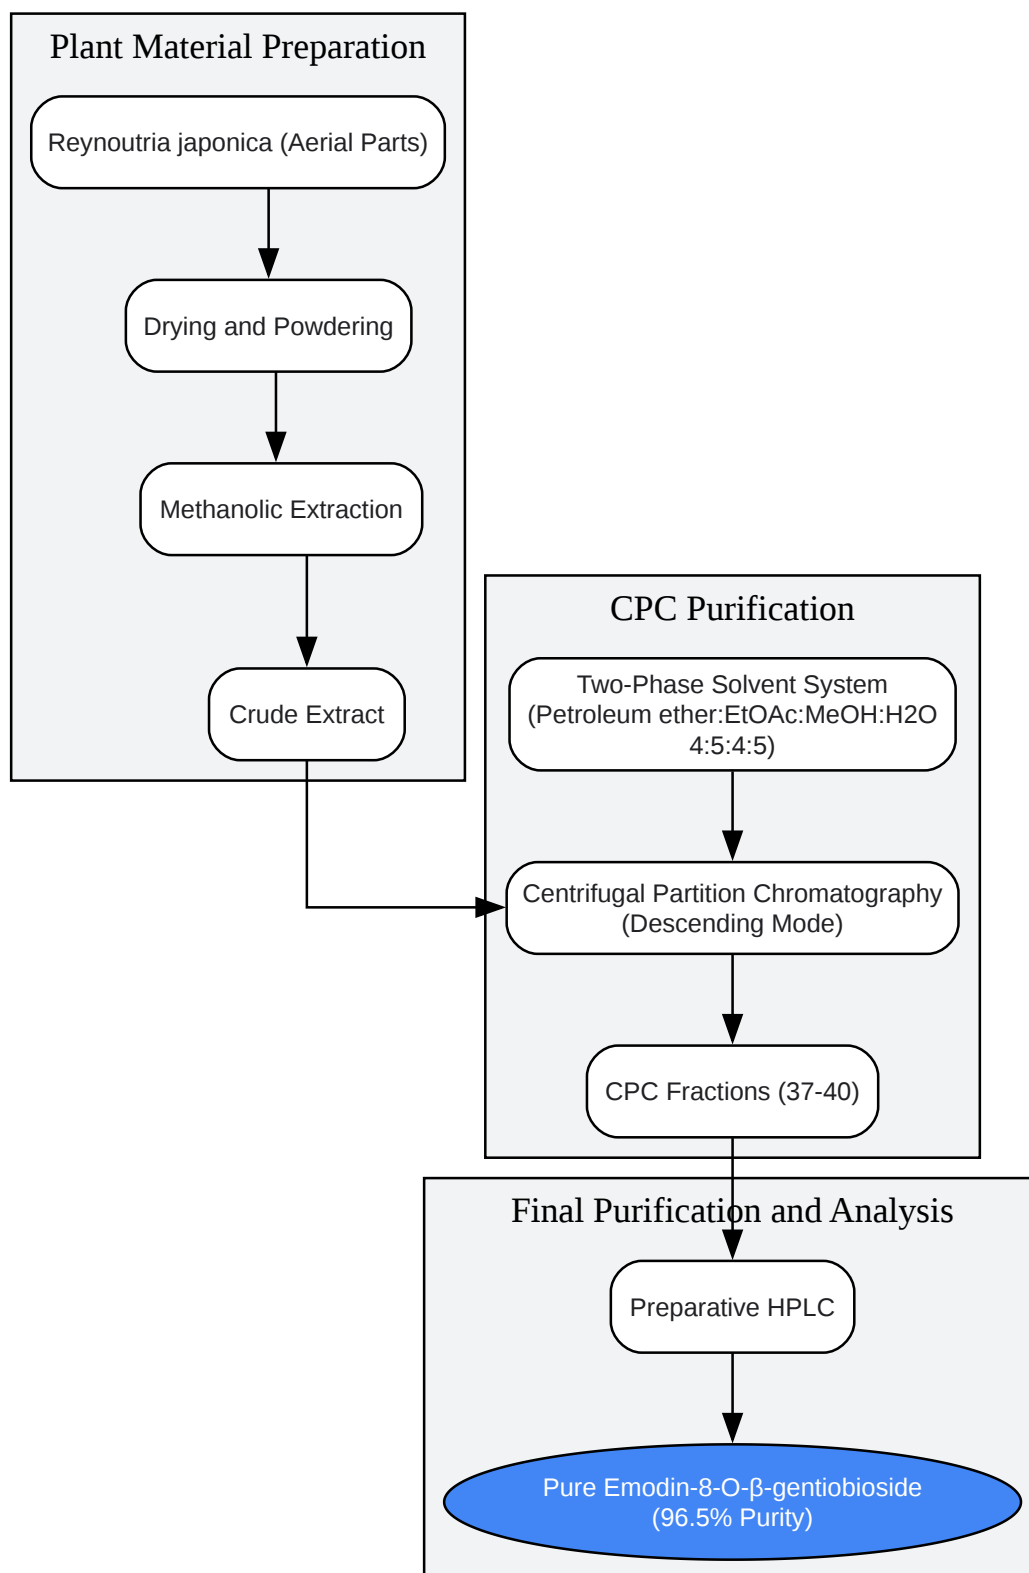 Plant Material Preparation
Reynoutria japonica (Aerial Parts)
Drying and Powdering
Methanolic Extraction
Crude Extract
CPC Purification
Two-Phase Solvent System
(Petroleum ether:EtOAc:MeOH:H2O
4:5:4:5)
Centrifugal Partition Chromatography
(Descending Mode)
CPC Fractions (37-40)
Final Purification and Analysis
Preparative HPLC
Pure Emodin-8-O-β-gentiobioside
(96.5% Purity)